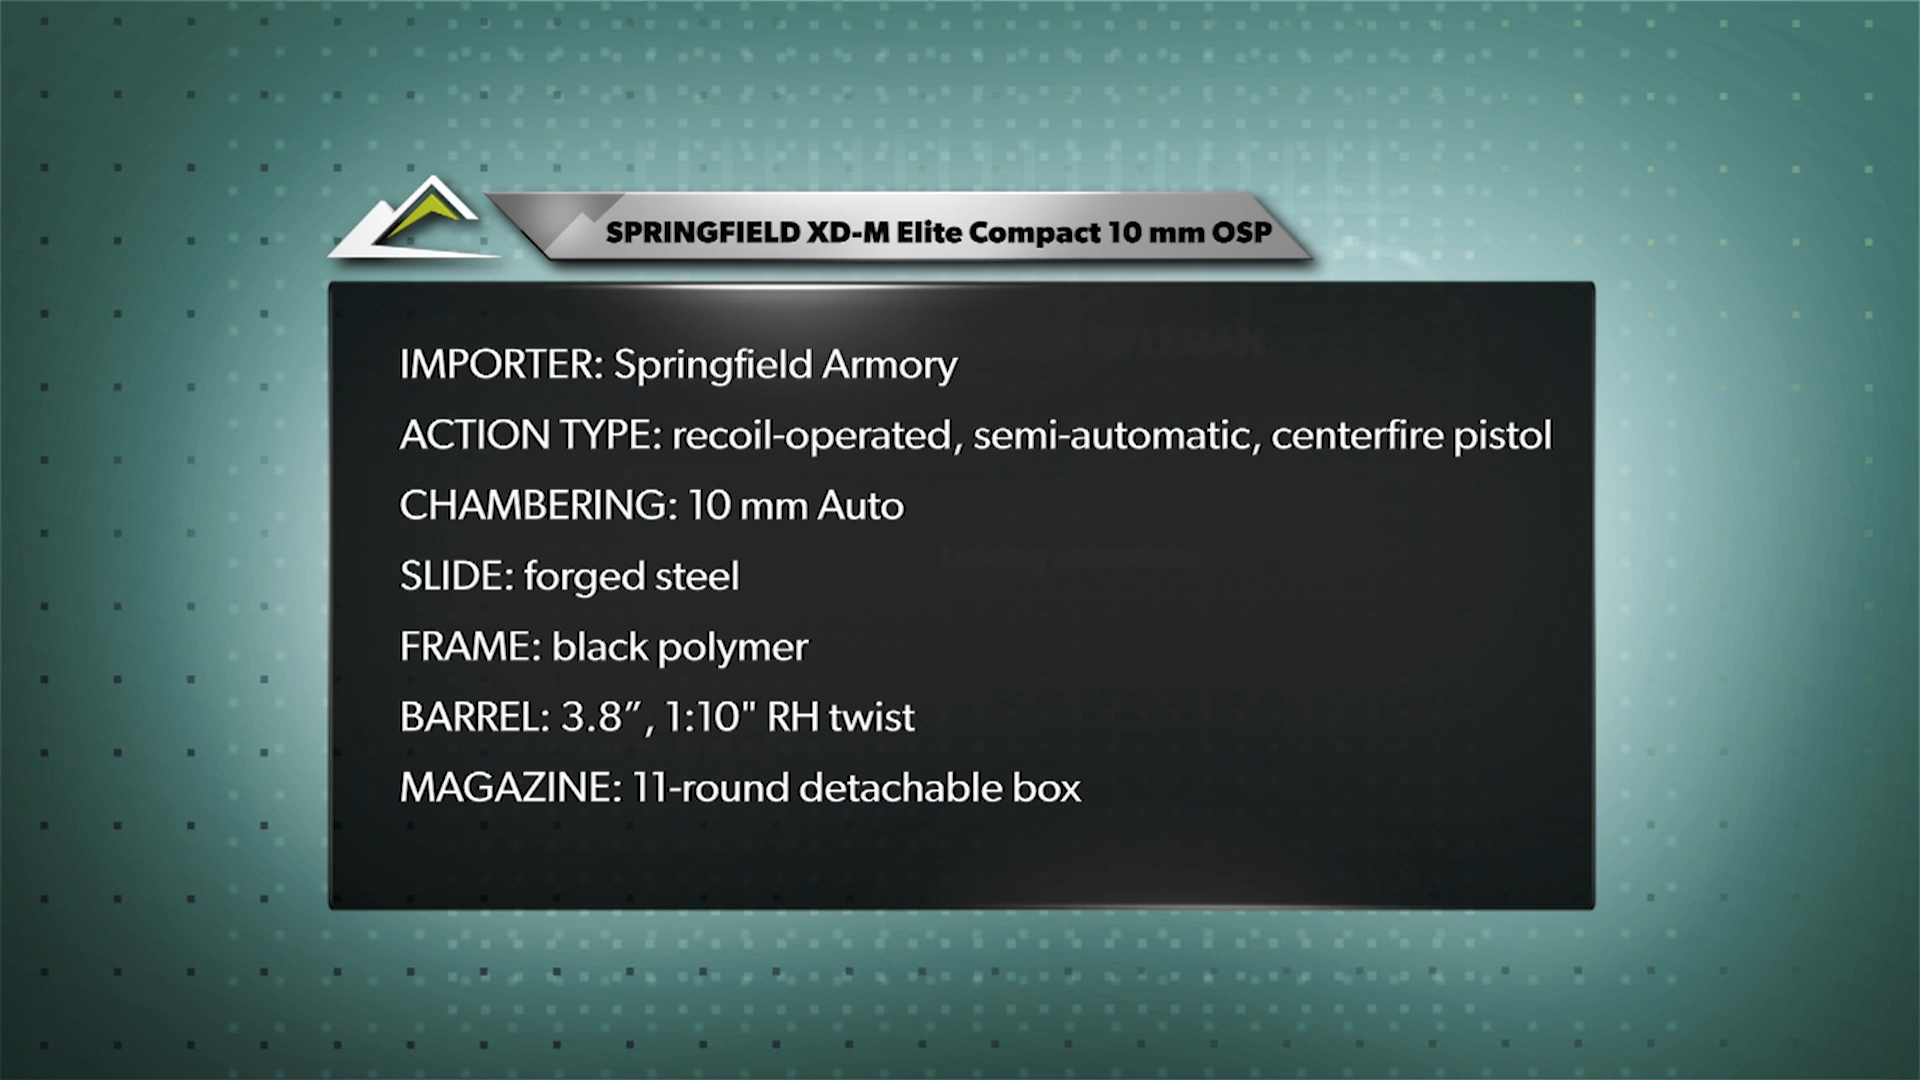 SPRINGFIELD XD-M Elite Compact 10 mm OSP
IMPORTER: Springfield Armory
ACTION TYPE: recoil-operated, semi-automatic, centerfire pistol
CHAMBERING: 10 mm Auto
SLIDE: forged steel
FRAME: black polymer
BARREL: 3.8”, 1:10" RH twist
MAGAZINE: 11-round detachable box